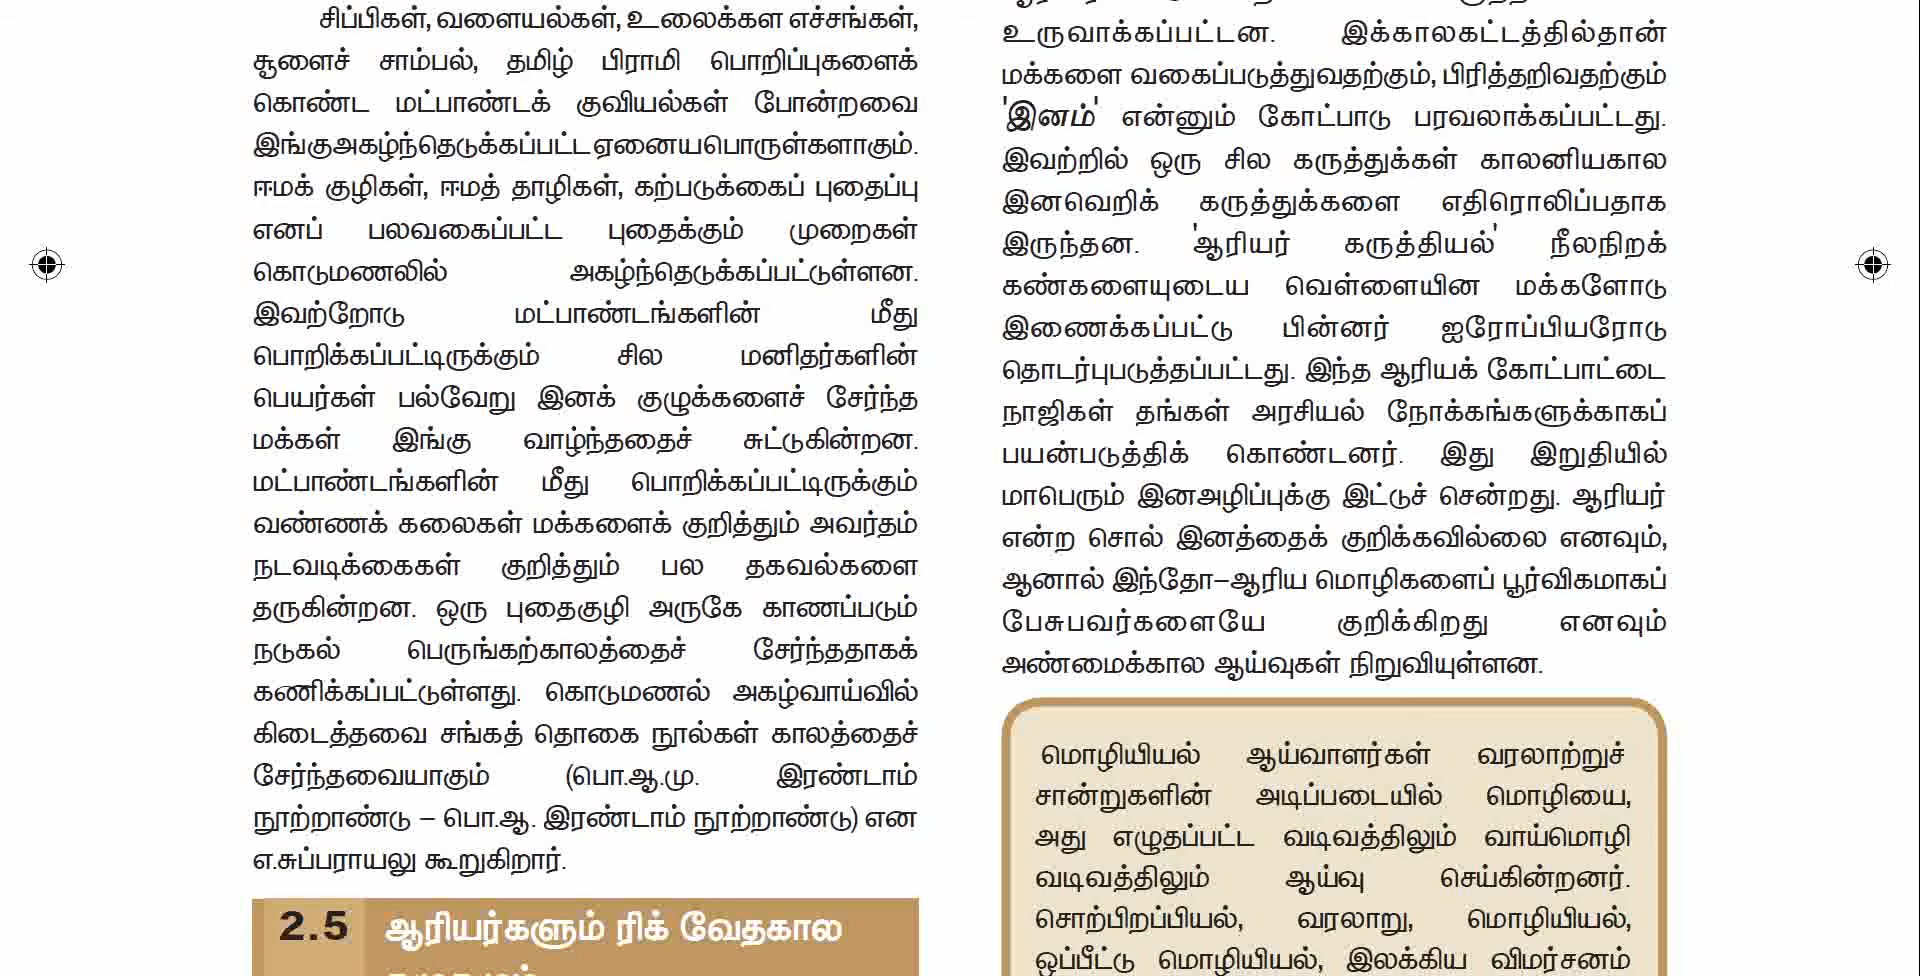 சிப்பிகள், வளையல்கள், உலைக்கள எச்சங்கள்,
சூளைச் சாம்பல், தமிழ் பிராமி பொறிப்புகளைக்
கொண்ட மட்பாண்டக் குவியல்கள் போன்றவை
இங்குஅகழ்ந்தெடுக்கப்பட்ட ஏனைய பொருள்களாகும்.
ஈமக் குழிகள், ஈமத் தாழிகள், கற்படுக்கைப் புதைப்பு
எனப் பலவகைப்பட்ட புதைக்கும் முறைகள்
கொடுமணலில் அகழ்ந்தெடுக்கப்பட்டுள்ளன.
இவற்றோடு மட்பாண்டங்களின் மீது
பொறிக்கப்பட்டிருக்கும் சில மனிதர்களின்
பெயர்கள் பல்வேறு இனக் குழுக்களைச் சேர்ந்த
மக்கள் இங்கு வாழ்ந்ததைச் சுட்டுகின்றன.
மட்பாண்டங்களின் மீது பொறிக்கப்பட்டிருக்கும்
வண்ணக் கலைகள் மக்களைக் குறித்தும் அவர்தம்
நடவடிக்கைகள் குறித்தும் பல தகவல்களை
தருகின்றன. ஒரு புதைகுழி அருகே காணப்படும்
நடுகல் பெருங்கற்காலத்தைச் சேர்ந்ததாகக்
கணிக்கப்பட்டுள்ளது. கொடுமணல் அகழ்வாய்வில்
கிடைத்தவை சங்கத் தொகை நூல்கள் காலத்தைச்
சேர்ந்தவையாகும் (பொ.ஆ.மு. இரண்டாம்
நூற்றாண்டு – பொ.ஆ. இரண்டாம் நூற்றாண்டு) என
எ.சுப்பராயலு கூறுகிறார்.
2.5 ஆரியர்களும் ரிக் வேதகால
உருவாக்கப்பட்டன. இக்காலகட்டத்தில்தான்
மக்களை வகைப்படுத்துவதற்கும், பிரித்தறிவதற்கும்
'இனம்' என்னும் கோட்பாடு பரவலாக்கப்பட்டது.
இவற்றில் ஒரு சில கருத்துக்கள் காலனியகால
இனவெறிக் கருத்துக்களை எதிரொலிப்பதாக
இருந்தன. 'ஆரியர் கருத்தியல்' நீலநிறக்
கண்களையுடைய வெள்ளையின மக்களோடு
இணைக்கப்பட்டு பின்னர் ஐரோப்பியரோடு
தொடர்புபடுத்தப்பட்டது. இந்த ஆரியக் கோட்பாட்டை
நாஜிகள் தங்கள் அரசியல் நோக்கங்களுக்காகப்
பயன்படுத்திக் கொண்டனர். இது இறுதியில்
மாபெரும் இனஅழிப்புக்கு இட்டுச் சென்றது. ஆரியர்
என்ற சொல் இனத்தைக் குறிக்கவில்லை எனவும்,
ஆனால் இந்தோ–ஆரிய மொழிகளைப் பூர்விகமாகப்
பேசுபவர்களையே குறிக்கிறது எனவும்
அண்மைக்கால ஆய்வுகள் நிறுவியுள்ளன.
மொழியியல் ஆய்வாளர்கள் வரலாற்றுச்
சான்றுகளின் அடிப்படையில் மொழியை,
அது எழுதப்பட்ட வடிவத்திலும் வாய்மொழி
வடிவத்திலும் ஆய்வு செய்கின்றனர்.
சொற்பிறப்பியல், வரலாறு, மொழியியல்,
ஒப்பீட்டு மொழியியல், இலக்கிய விமர்சனம்